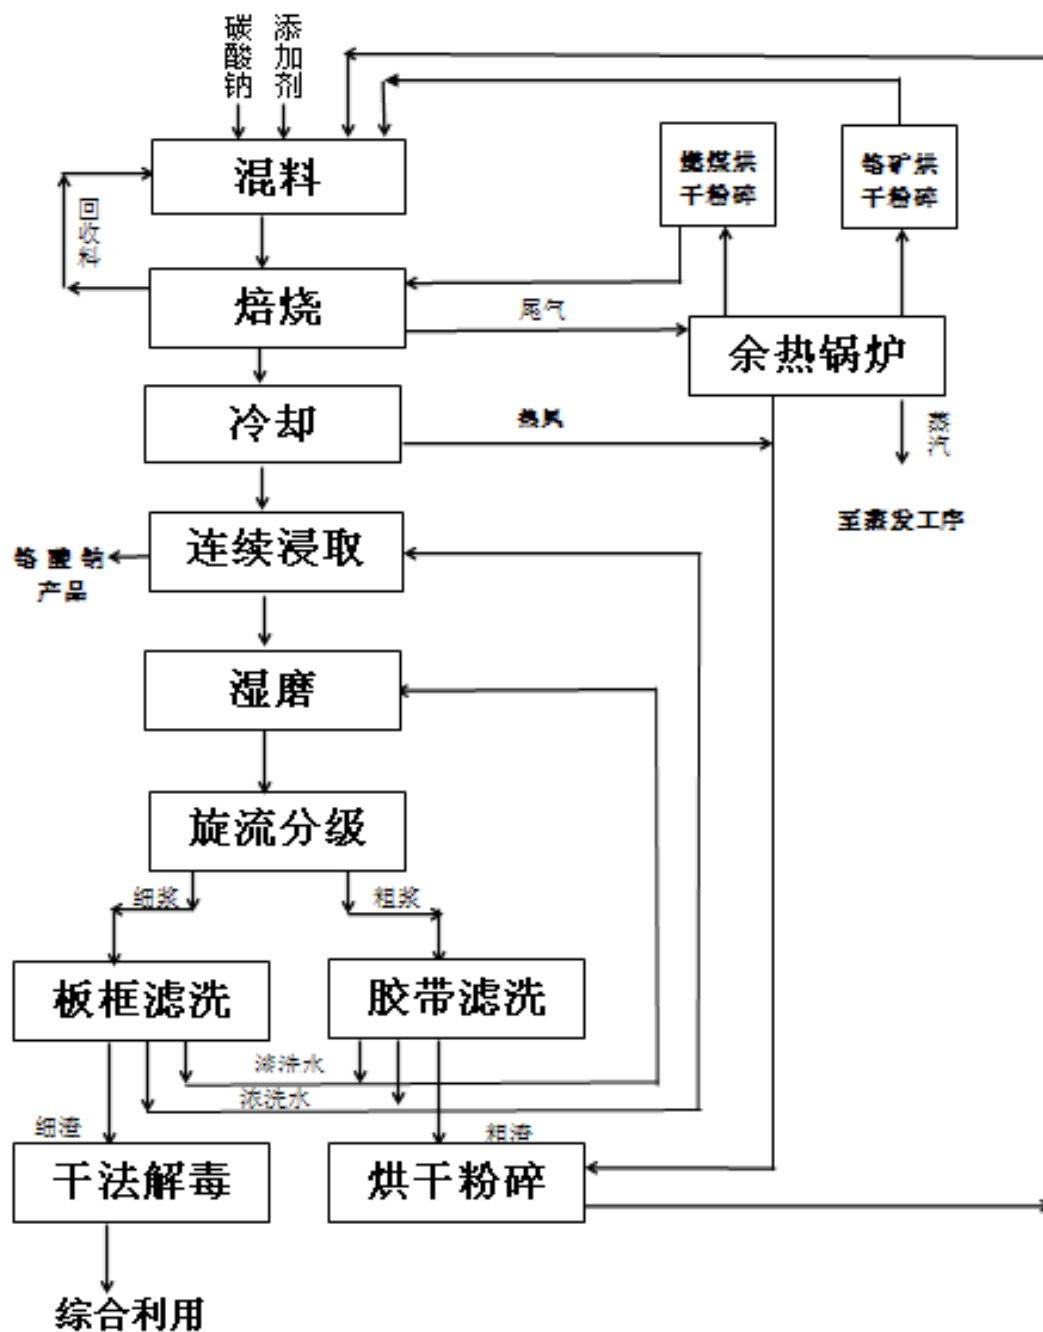 碳酸钠
添加剂
混料
燃煤烘
干粉碎
铬矿烘
干粉碎
回收料
焙烧
尾气
余热锅炉
冷却
热风
蒸汽
至蒸发工序
连续浸取
铬酸钠
产品
湿磨
旋流分级
细浆
粗浆
板框滤洗
胶带滤洗
滤洗水
浓洗水
细渣
粗渣
干法解毒
烘干粉碎
综合利用